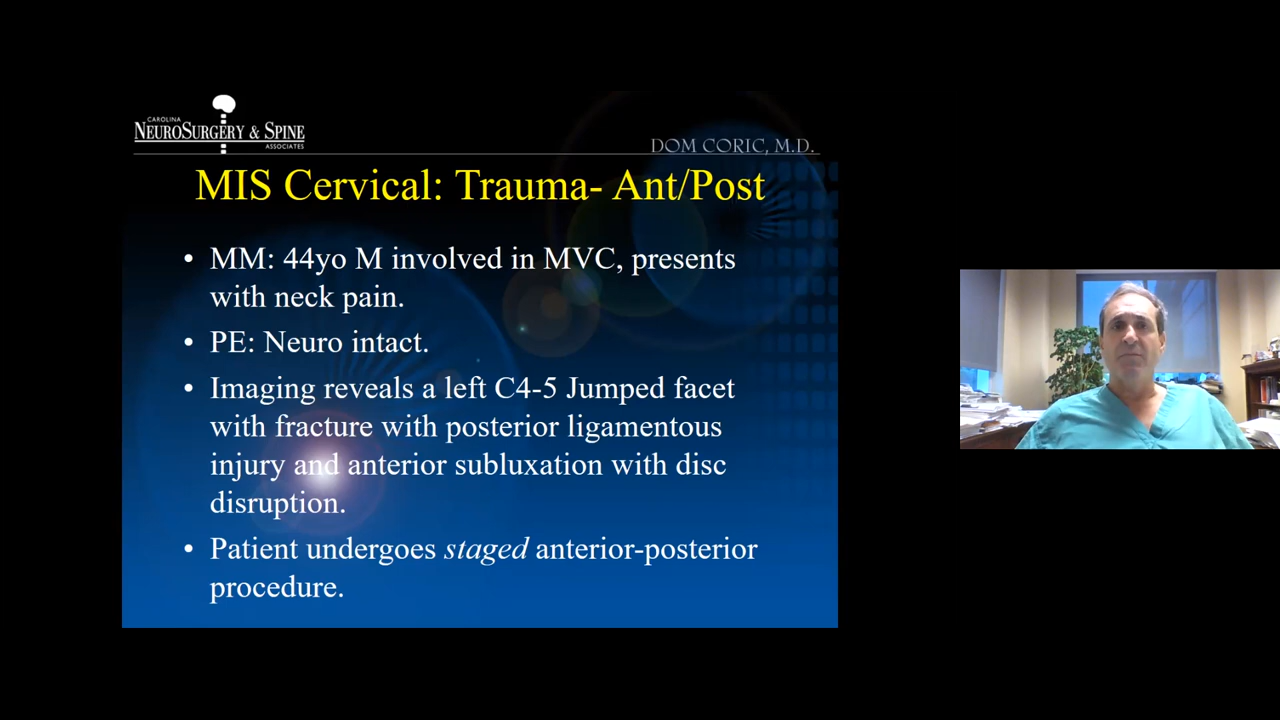 CAROLINA
NEUROSURGERY & SPINE
ASSOCIATES
DOM CORIC, M.D.
MIS Cervical: Trauma- Ant/Post
• MM: 44yo M involved in MVC, presents
with neck pain.
• PE: Neuro intact.
• Imaging reveals a left C4-5 Jumped facet
with fracture with posterior ligamentous
injury and anterior subluxation with disc
disruption.
• Patient undergoes staged anterior-posterior
procedure.